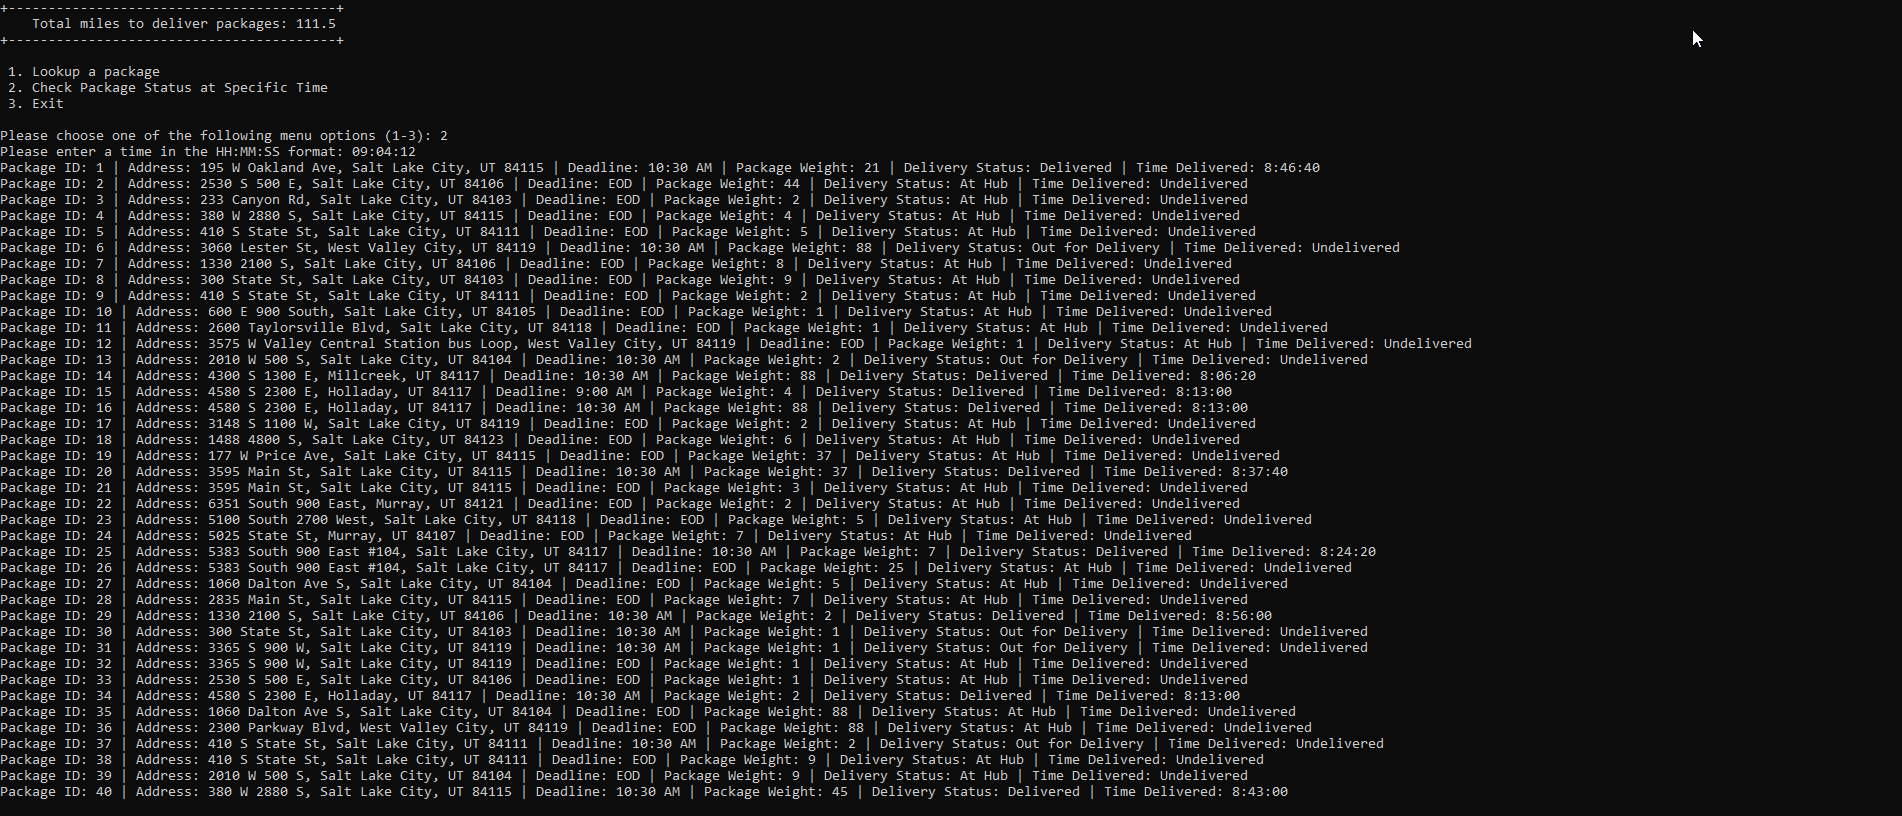 +-----------------------------------------+
    Total miles to deliver packages: 111.5
+-----------------------------------------+
 1. Lookup a package
 2. Check Package Status at Specific Time
 3. Exit
Please choose one of the following menu options (1-3): 2
Please enter a time in the HH:MM:SS format: 09:04:12
Package ID: 1 | Address: 195 W Oakland Ave, Salt Lake City, UT 84115 | Deadline: 10:30 AM | Package Weight: 21 | Delivery Status: Delivered | Time Delivered: 8:46:40
Package ID: 2 | Address: 2530 S 500 E, Salt Lake City, UT 84106 | Deadline: EOD | Package Weight: 44 | Delivery Status: At Hub | Time Delivered: Undelivered
Package ID: 3 | Address: 233 Canyon Rd, Salt Lake City, UT 84103 | Deadline: EOD | Package Weight: 2 | Delivery Status: At Hub | Time Delivered: Undelivered
Package ID: 4 | Address: 380 W 2880 S, Salt Lake City, UT 84115 | Deadline: EOD | Package Weight: 4 | Delivery Status: At Hub | Time Delivered: Undelivered
Package ID: 5 | Address: 410 S State St, Salt Lake City, UT 84111 | Deadline: EOD | Package Weight: 5 | Delivery Status: At Hub | Time Delivered: Undelivered
Package ID: 6 | Address: 3060 Lester St, West Valley City, UT 84119 | Deadline: 10:30 AM | Package Weight: 88 | Delivery Status: Out for Delivery | Time Delivered: Undelivered
Package ID: 7 | Address: 1330 2100 S, Salt Lake City, UT 84106 | Deadline: EOD | Package Weight: 8 | Delivery Status: At Hub | Time Delivered: Undelivered
Package ID: 8 | Address: 300 State St, Salt Lake City, UT 84103 | Deadline: EOD | Package Weight: 9 | Delivery Status: At Hub | Time Delivered: Undelivered
Package ID: 9 | Address: 410 S State St, Salt Lake City, UT 84111 | Deadline: EOD | Package Weight: 2 | Delivery Status: At Hub | Time Delivered: Undelivered
Package ID: 10 | Address: 600 E 900 South, Salt Lake City, UT 84105 | Deadline: EOD | Package Weight: 1 | Delivery Status: At Hub | Time Delivered: Undelivered
Package ID: 11 | Address: 2600 Taylorsville Blvd, Salt Lake City, UT 84118 | Deadline: EOD | Package Weight: 1 | Delivery Status: At Hub | Time Delivered: Undelivered
Package ID: 12 | Address: 3575 W Valley Central Station bus Loop, West Valley City, UT 84119 | Deadline: EOD | Package Weight: 1 | Delivery Status: At Hub | Time Delivered: Undelivered
Package ID: 13 | Address: 2010 W 500 S, Salt Lake City, UT 84104 | Deadline: 10:30 AM | Package Weight: 2 | Delivery Status: Out for Delivery | Time Delivered: Undelivered
Package ID: 14 | Address: 4300 S 1300 E, Millcreek, UT 84117 | Deadline: 10:30 AM | Package Weight: 88 | Delivery Status: Delivered | Time Delivered: 8:06:20
Package ID: 15 | Address: 4580 S 2300 E, Holladay, UT 84117 | Deadline: 9:00 AM | Package Weight: 4 | Delivery Status: Delivered | Time Delivered: 8:13:00
Package ID: 16 | Address: 4580 S 2300 E, Holladay, UT 84117 | Deadline: 10:30 AM | Package Weight: 88 | Delivery Status: Delivered | Time Delivered: 8:13:00
Package ID: 17 | Address: 3148 S 1100 W, Salt Lake City, UT 84119 | Deadline: EOD | Package Weight: 2 | Delivery Status: At Hub | Time Delivered: Undelivered
Package ID: 18 | Address: 1488 4800 S, Salt Lake City, UT 84123 | Deadline: EOD | Package Weight: 6 | Delivery Status: At Hub | Time Delivered: Undelivered
Package ID: 19 | Address: 177 W Price Ave, Salt Lake City, UT 84115 | Deadline: EOD | Package Weight: 37 | Delivery Status: At Hub | Time Delivered: Undelivered
Package ID: 20 | Address: 3595 Main St, Salt Lake City, UT 84115 | Deadline: 10:30 AM | Package Weight: 37 | Delivery Status: Delivered | Time Delivered: 8:37:40
Package ID: 21 | Address: 3595 Main St, Salt Lake City, UT 84115 | Deadline: EOD | Package Weight: 3 | Delivery Status: At Hub | Time Delivered: Undelivered
Package ID: 22 | Address: 6351 South 900 East, Murray, UT 84121 | Deadline: EOD | Package Weight: 2 | Delivery Status: At Hub | Time Delivered: Undelivered
Package ID: 23 | Address: 5100 South 2700 West, Salt Lake City, UT 84118 | Deadline: EOD | Package Weight: 5 | Delivery Status: At Hub | Time Delivered: Undelivered
Package ID: 24 | Address: 5025 State St, Murray, UT 84107 | Deadline: EOD | Package Weight: 7 | Delivery Status: At Hub | Time Delivered: Undelivered
Package ID: 25 | Address: 5383 South 900 East #104, Salt Lake City, UT 84117 | Deadline: 10:30 AM | Package Weight: 7 | Delivery Status: Delivered | Time Delivered: 8:24:20
Package ID: 26 | Address: 5383 South 900 East #104, Salt Lake City, UT 84117 | Deadline: EOD | Package Weight: 25 | Delivery Status: At Hub | Time Delivered: Undelivered
Package ID: 27 | Address: 1060 Dalton Ave S, Salt Lake City, UT 84104 | Deadline: EOD | Package Weight: 5 | Delivery Status: At Hub | Time Delivered: Undelivered
Package ID: 28 | Address: 2835 Main St, Salt Lake City, UT 84115 | Deadline: EOD | Package Weight: 7 | Delivery Status: At Hub | Time Delivered: Undelivered
Package ID: 29 | Address: 1330 2100 S, Salt Lake City, UT 84106 | Deadline: 10:30 AM | Package Weight: 2 | Delivery Status: Delivered | Time Delivered: 8:56:00
Package ID: 30 | Address: 300 State St, Salt Lake City, UT 84103 | Deadline: 10:30 AM | Package Weight: 1 | Delivery Status: Out for Delivery | Time Delivered: Undelivered
Package ID: 31 | Address: 3365 S 900 W, Salt Lake City, UT 84119 | Deadline: 10:30 AM | Package Weight: 1 | Delivery Status: Out for Delivery | Time Delivered: Undelivered
Package ID: 32 | Address: 3365 S 900 W, Salt Lake City, UT 84119 | Deadline: EOD | Package Weight: 1 | Delivery Status: At Hub | Time Delivered: Undelivered
Package ID: 33 | Address: 2530 S 500 E, Salt Lake City, UT 84106 | Deadline: EOD | Package Weight: 1 | Delivery Status: At Hub | Time Delivered: Undelivered
Package ID: 34 | Address: 4580 S 2300 E, Holladay, UT 84117 | Deadline: 10:30 AM | Package Weight: 2 | Delivery Status: Delivered | Time Delivered: 8:13:00
Package ID: 35 | Address: 1060 Dalton Ave S, Salt Lake City, UT 84104 | Deadline: EOD | Package Weight: 88 | Delivery Status: At Hub | Time Delivered: Undelivered
Package ID: 36 | Address: 2300 Parkway Blvd, West Valley City, UT 84119 | Deadline: EOD | Package Weight: 88 | Delivery Status: At Hub | Time Delivered: Undelivered
Package ID: 37 | Address: 410 S State St, Salt Lake City, UT 84111 | Deadline: 10:30 AM | Package Weight: 2 | Delivery Status: Out for Delivery | Time Delivered: Undelivered
Package ID: 38 | Address: 410 S State St, Salt Lake City, UT 84111 | Deadline: EOD | Package Weight: 9 | Delivery Status: At Hub | Time Delivered: Undelivered
Package ID: 39 | Address: 2010 W 500 S, Salt Lake City, UT 84104 | Deadline: EOD | Package Weight: 9 | Delivery Status: At Hub | Time Delivered: Undelivered
Package ID: 40 | Address: 380 W 2880 S, Salt Lake City, UT 84115 | Deadline: 10:30 AM | Package Weight: 45 | Delivery Status: Delivered | Time Delivered: 8:43:00